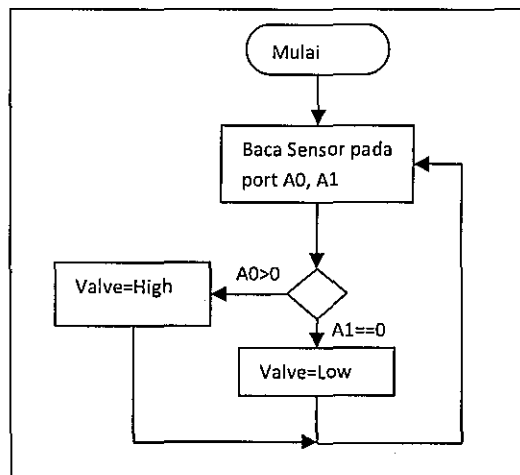 Mulai
Baca Sensor pada
port A0, A1
A0>0
Valve=High
A1==0
Valve=Low